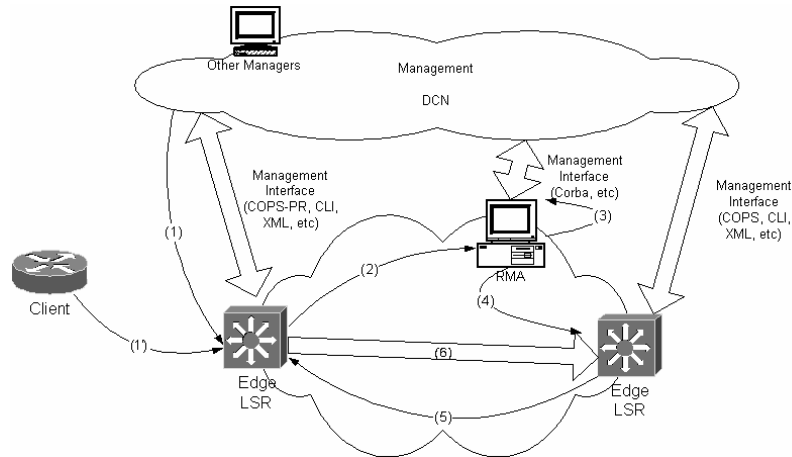 Other Managers
Management
DCN
Management
Interface
(COPS-PR, CLI,
XML, etc)
Management
Interface
(Corba, etc)
Management
Interface
(COPS, CLI,
XML, etc)
(1)
(2)
(3)
RMA
(4)
Client
(1')
(6)
Edge
LSR
(5)
Edge
LSR